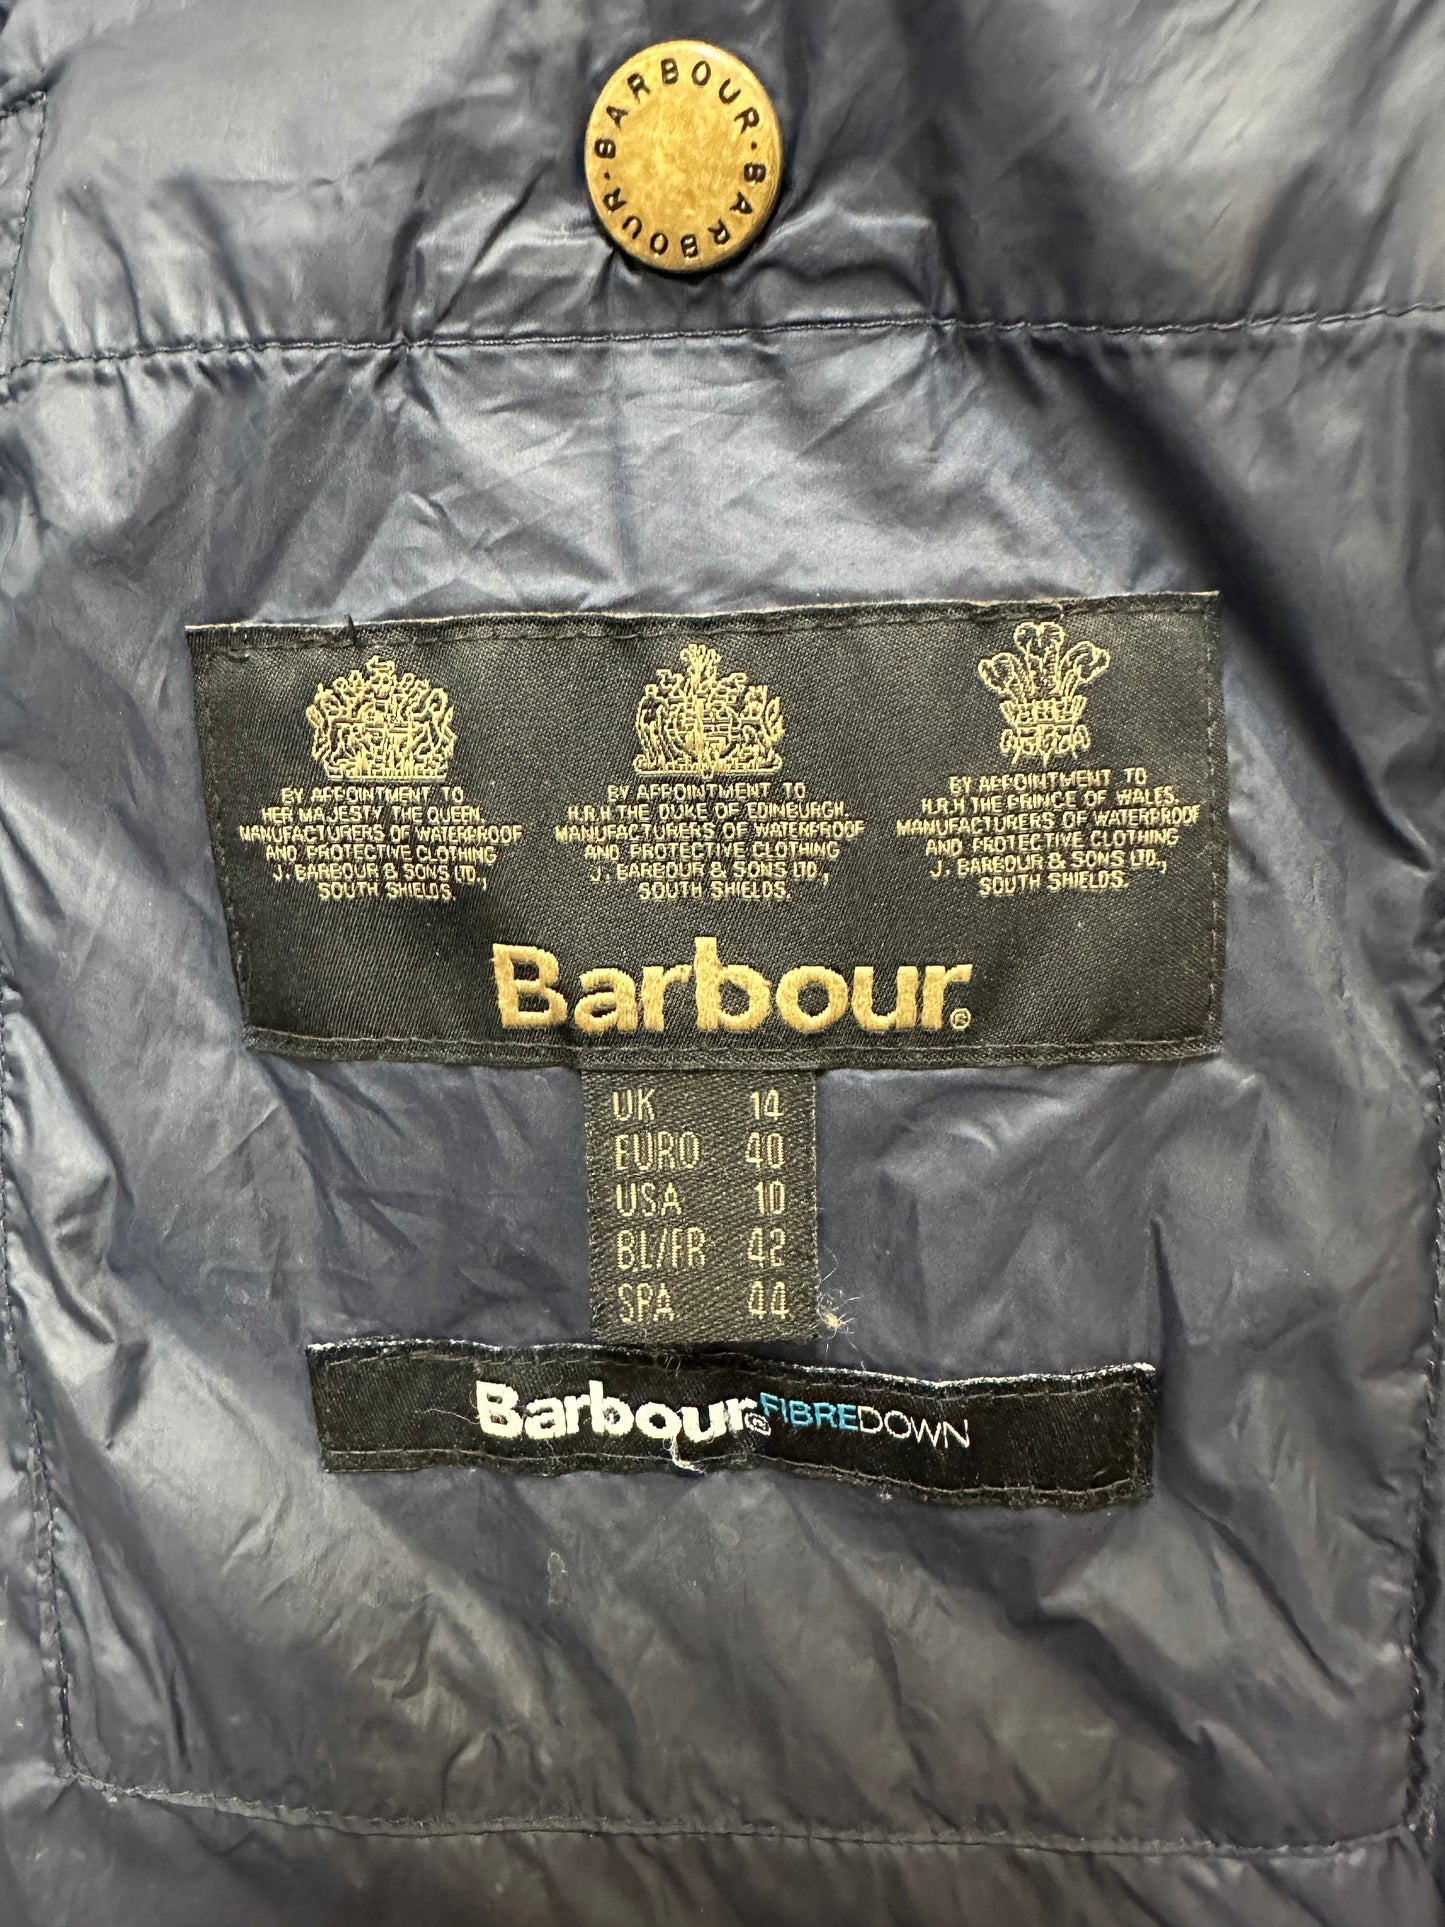 BARBOUR · BARBOUR ·
BY APPOINTMENT TO
HER MAJESTY THE QUEEN.
MANUFACTURERS OF WATERPROOF
AND PROTECTIVE CLOTHING
J. BARBOUR & SONS LTD.,
SOUTH SHIELDS.
BY APPOINTMENT TO
H.R.H THE DUKE OF EDINBURGH.
MANUFACTURERS OF WATERPROOF
AND PROTECTIVE CLOTHING
J. BARBOUR & SONS LTD.,
SOUTH SHIELDS.
BY APPOINTMENT TO
H.R.H THE PRINCE OF WALES.
MANUFACTURERS OF WATERPROOF
AND PROTECTIVE CLOTHING
J. BARBOUR & SONS LTD.,
SOUTH SHIELDS.
Barbour®
UK 14
EURO 40
USA 10
BL/FR 42
SPA 44
Barbour® FIBREDOWN